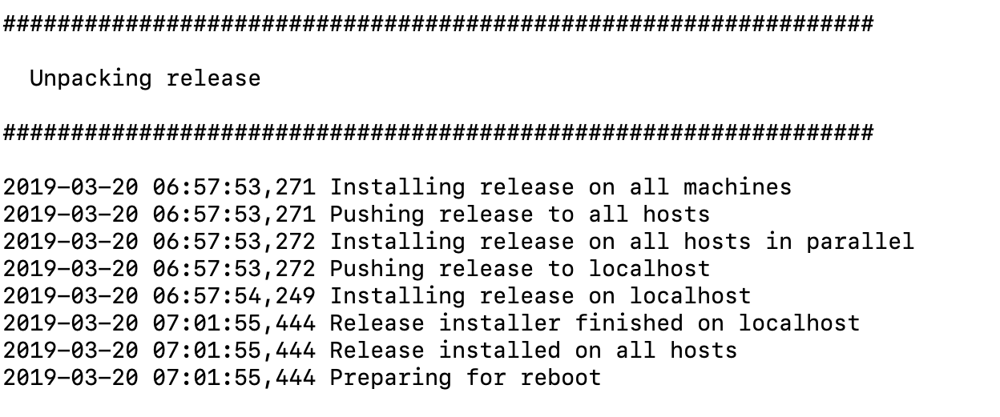 ################################################################
Unpacking release
################################################################
2019-03-20 06:57:53,271 Installing release on all machines
2019-03-20 06:57:53,271 Pushing release to all hosts
2019-03-20 06:57:53,272 Installing release on all hosts in parallel
2019-03-20 06:57:53,272 Pushing release to localhost
2019-03-20 06:57:54,249 Installing release on localhost
2019-03-20 07:01:55,444 Release installer finished on localhost
2019-03-20 07:01:55,444 Release installed on all hosts
2019-03-20 07:01:55,444 Preparing for reboot